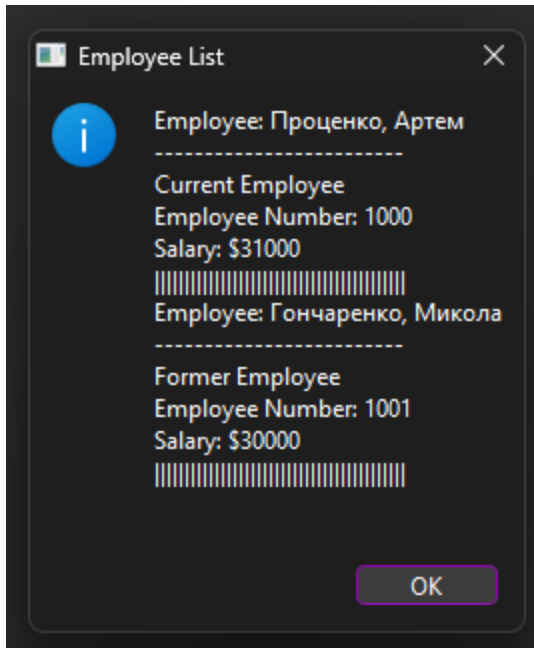 Employee List
Employee: Проценко, Артем
-------------------------
Current Employee
Employee Number: 1000
Salary: $31000
||||||||||||||||||||||||||||||||||||||||||
Employee: Гончаренко, Микола
-------------------------
Former Employee
Employee Number: 1001
Salary: $30000
||||||||||||||||||||||||||||||||||||||||||
OK